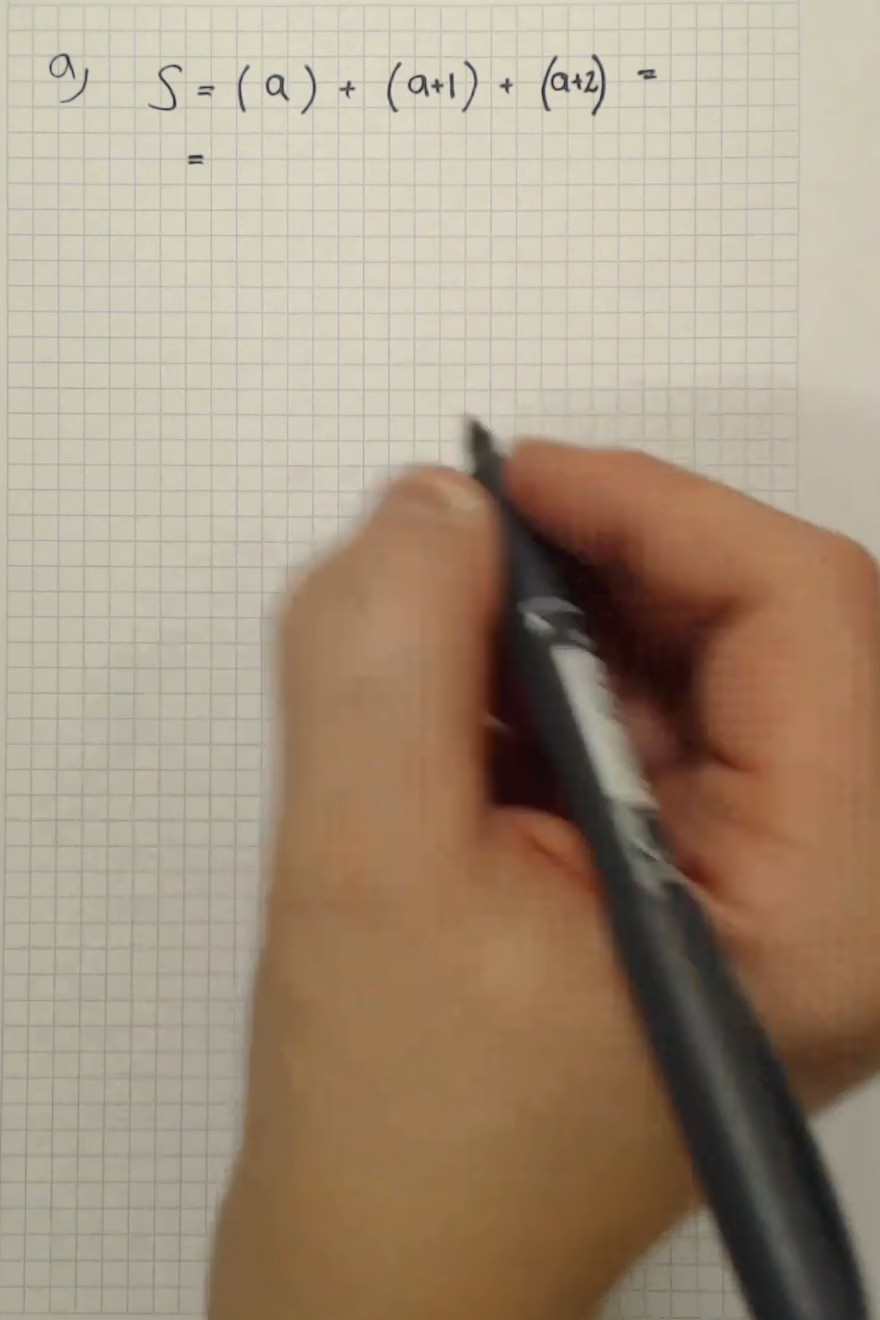 a) S = (a) + (a+1) + (a+2) =
=